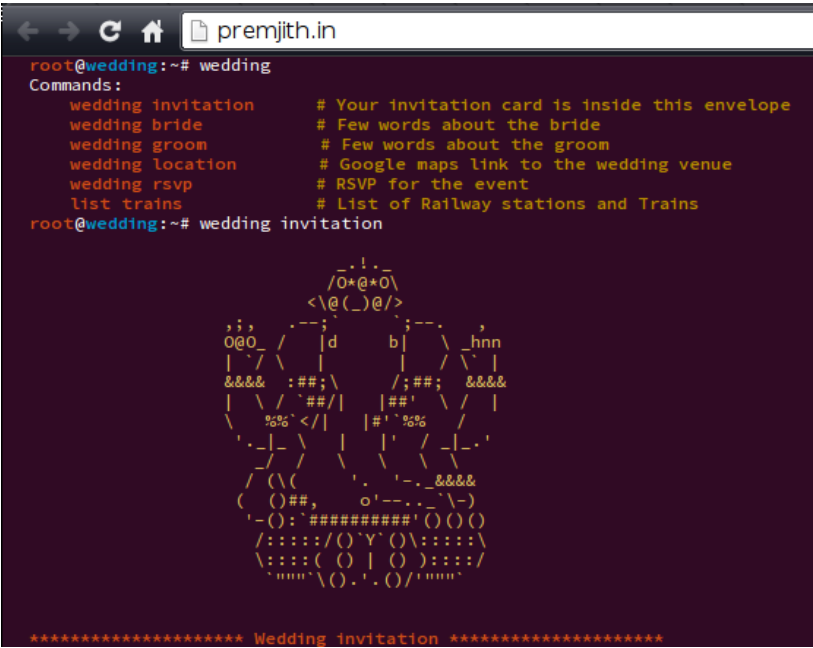 premjith.in
root@wedding:~# wedding
Commands:
    wedding invitation      # Your invitation card is inside this envelope
    wedding bride           # Few words about the bride
    wedding groom            # Few words about the groom
    wedding location        # Google maps link to the wedding venue
    wedding rsvp            # RSVP for the event
    list trains             # List of Railway stations and Trains
root@wedding:~# wedding invitation
********************* Wedding invitation *********************